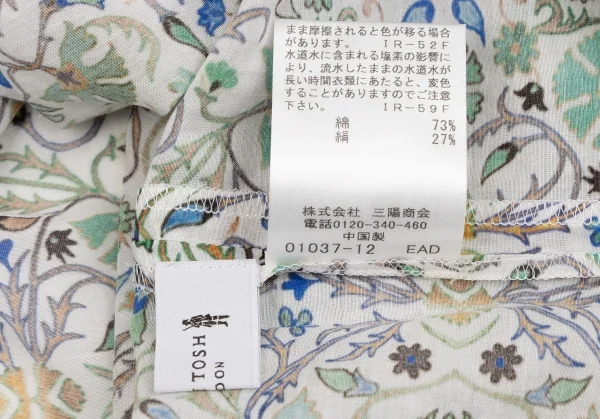 まま摩擦されると色が移る場合
があります。 IR-52F
水道水に含まれる塩素の影響に
より、流水したままの水道水が
長い時間衣類にあたると、変色
することがありますのでご注意
下さい。 IR-59F
綿 73%
絹 27%
株式会社 三陽商会
電話0120-340-460
中国製
01037-12 EAD
TOSH
DON